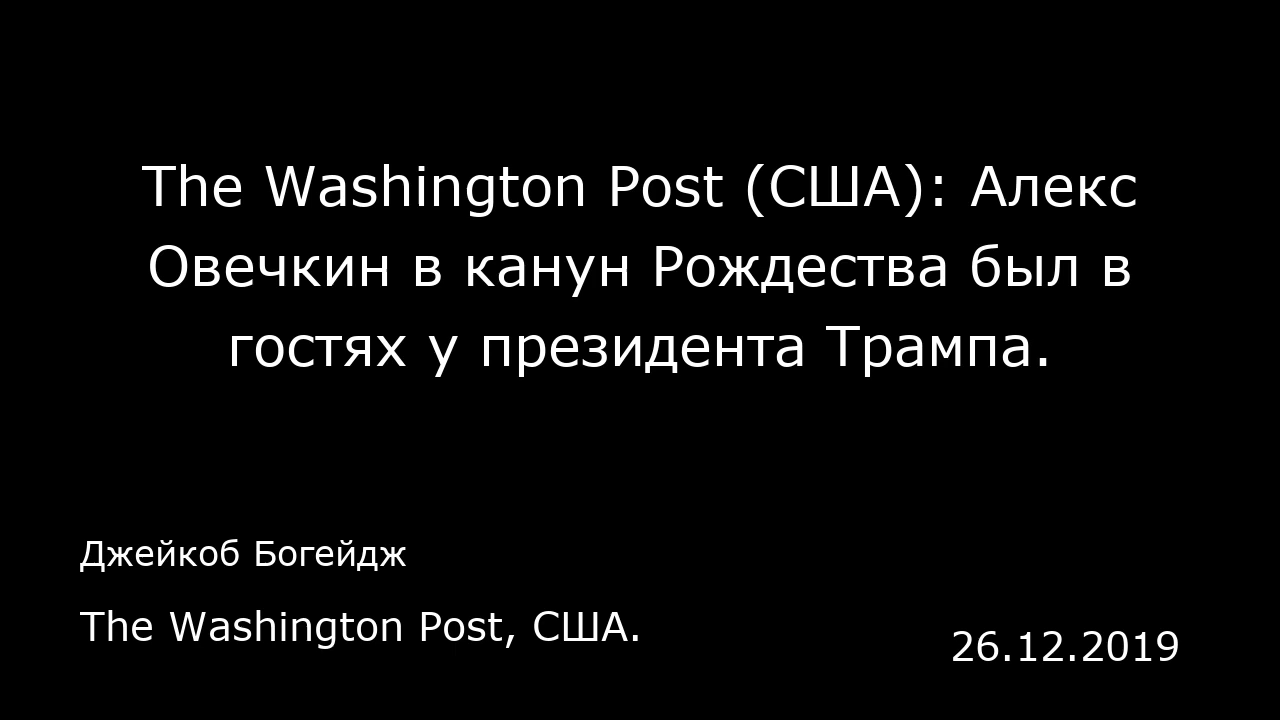 The Washington Post (США): Алекс
Овечкин в канун Рождества был в
гостях у президента Трампа.
Джейкоб Богейдж
The Washington Post, США.
26.12.2019